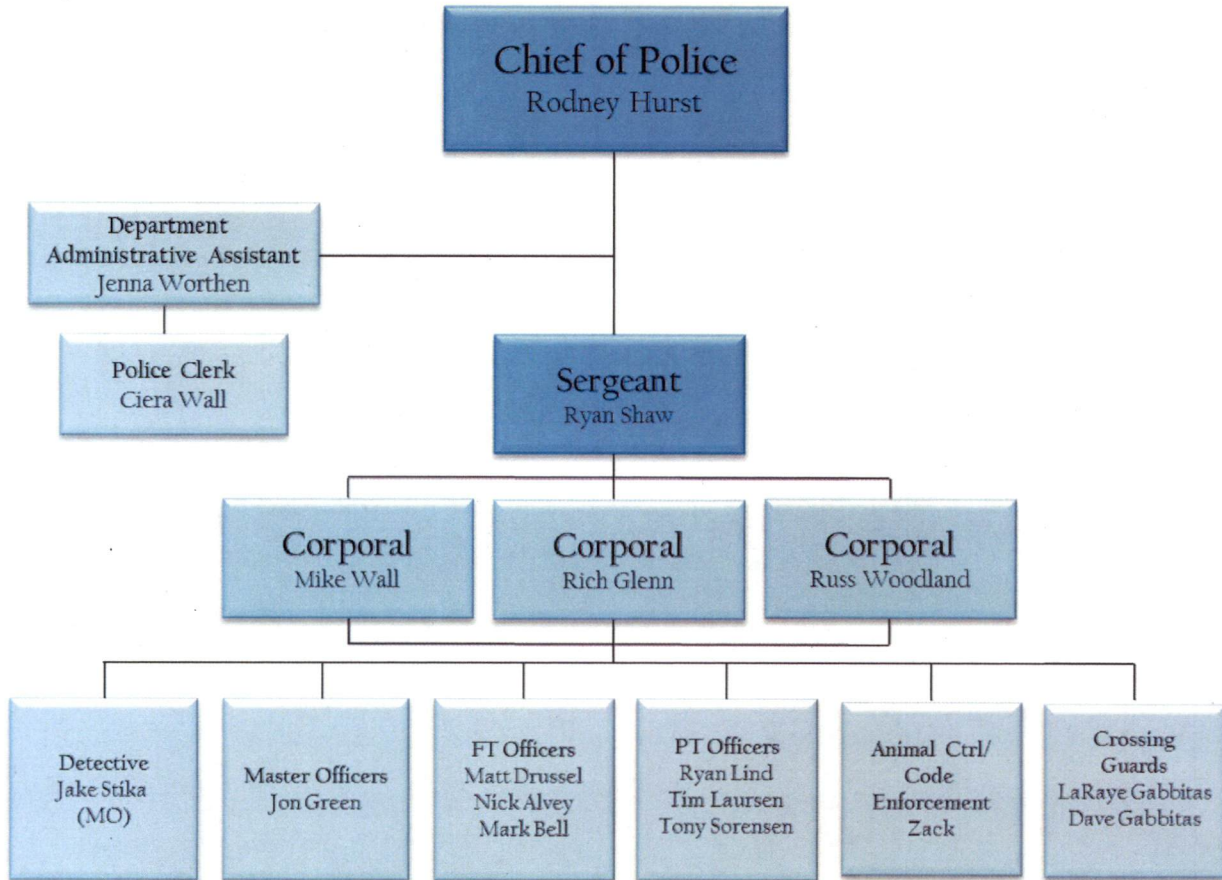 Chief of Police
Rodney Hurst
Department
Administrative Assistant
Jenna Worthen
Police Clerk
Ciera Wall
Sergeant
Ryan Shaw
Corporal
Mike Wall
Corporal
Rich Glenn
Corporal
Russ Woodland
Detective
Jake Stika
(MO)
Master Officers
Jon Green
FT Officers
Matt Drussel
Nick Alvey
Mark Bell
PT Officers
Ryan Lind
Tim Laursen
Tony Sorensen
Animal Ctrl/
Code
Enforcement
Zack
Crossing
Guards
LaRaye Gabbitas
Dave Gabbitas